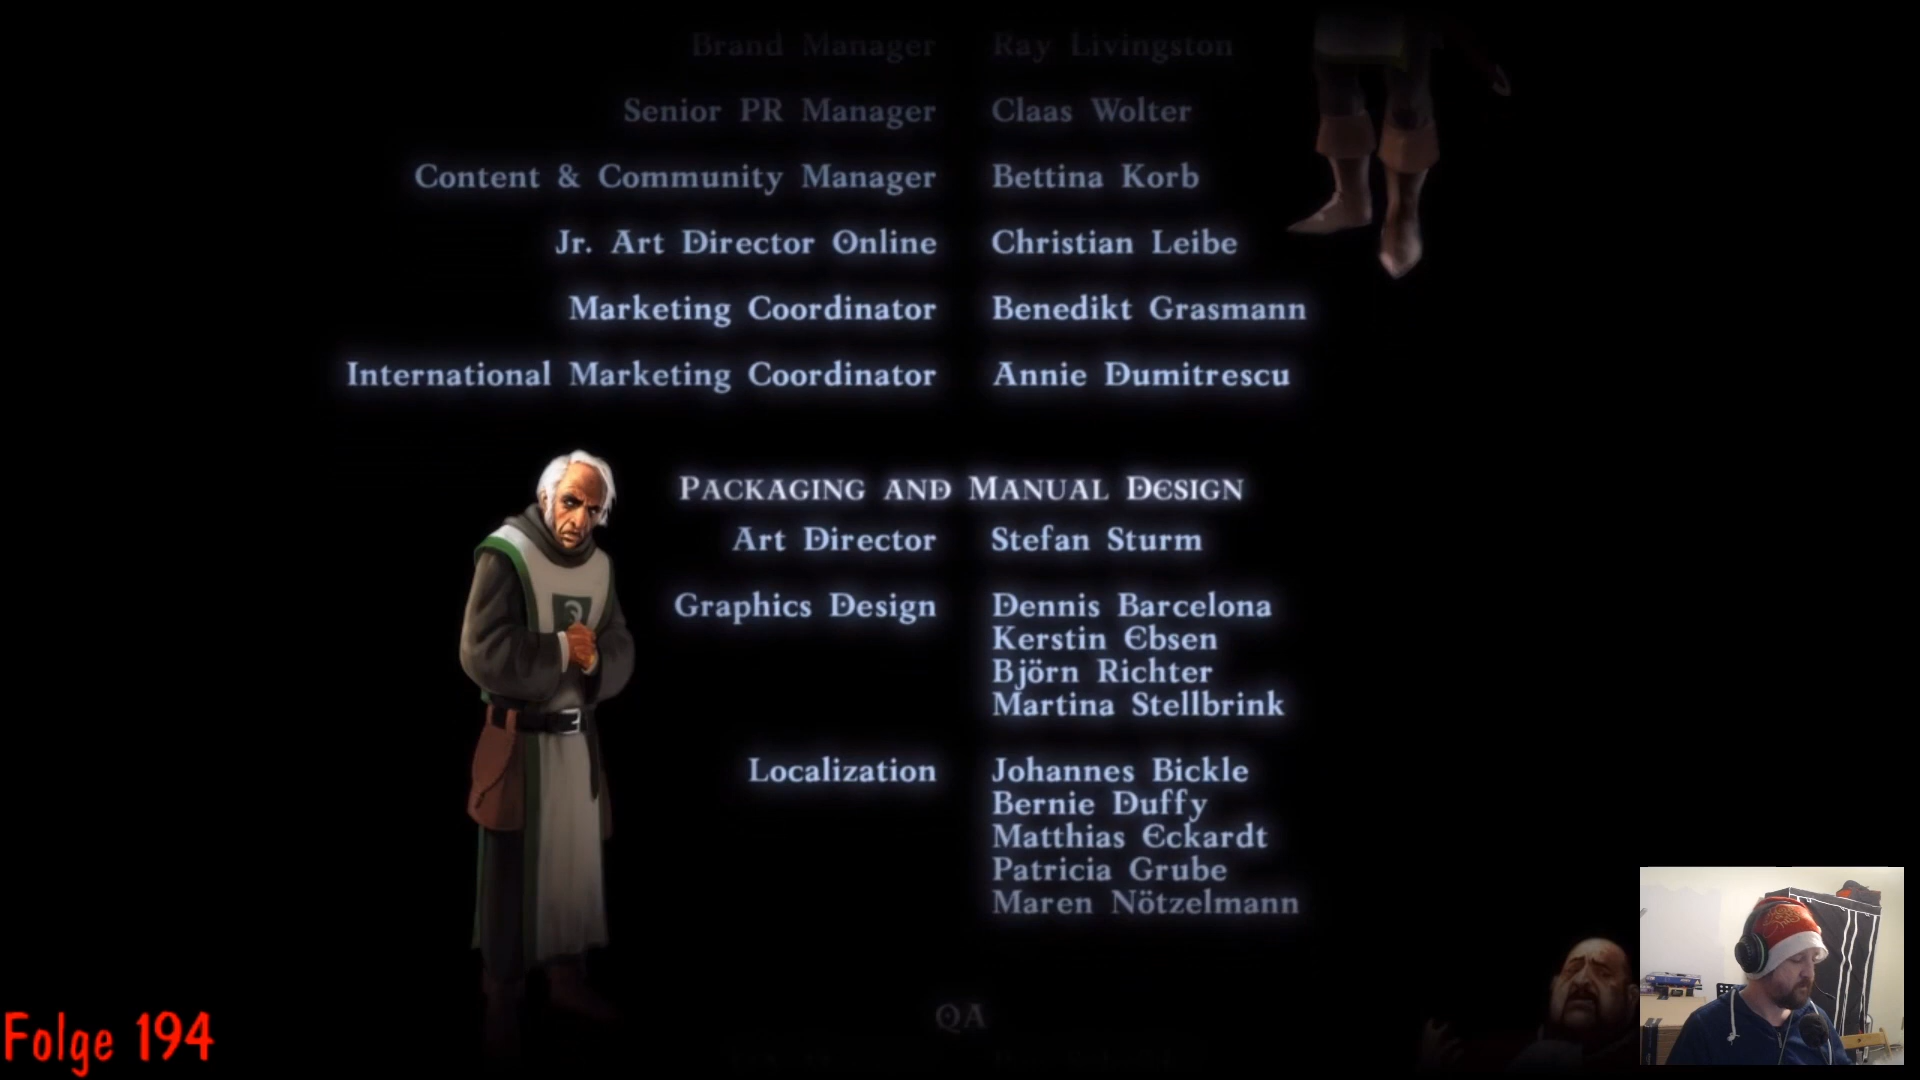 Brand Manager Ray Livingston
Senior PR Manager Claas Wolter
Content & Community Manager Bettina Korb
Jr. Art Director Online Christian Leibe
Marketing Coordinator Benedikt Grasmann
International Marketing Coordinator Annie Dumitrescu
PACKAGING AND MANUAL DESIGN
Art Director Stefan Sturm
Graphics Design Dennis Barcelona
Kerstin Ebsen
Björn Richter
Martina Stellbrink
Localization Johannes Bickle
Bernie Duffy
Matthias Eckardt
Patricia Grube
Maren Nötzelmann
QA
Folge 194